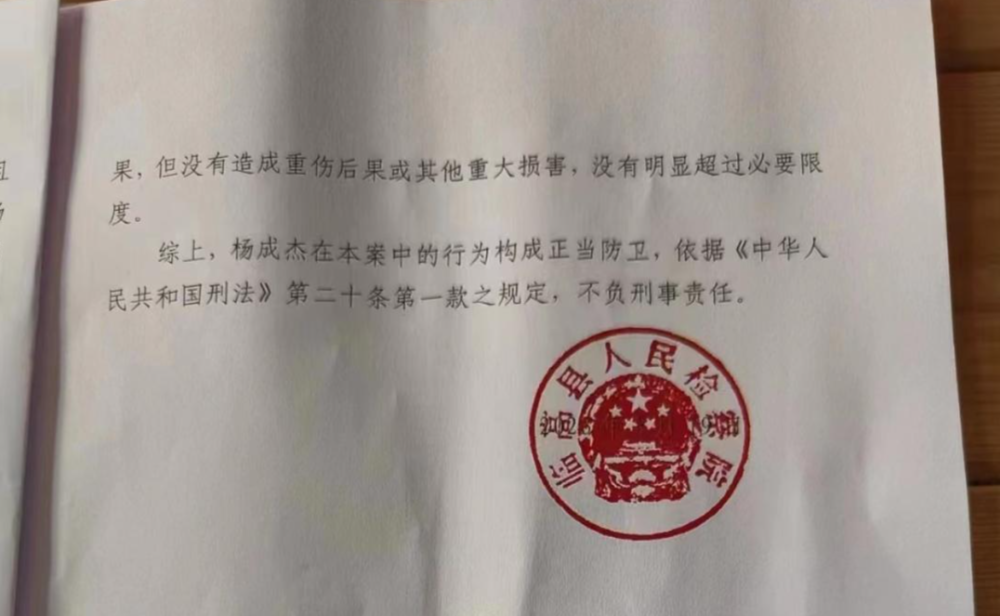 果，但没有造成重伤后果或其他重大损害，没有明显超过必要限
度。
综上，杨成杰在本案中的行为构成正当防卫，依据《中华人
民共和国刑法》第二十条第一款之规定，不负刑事责任。
临高县人民检察院